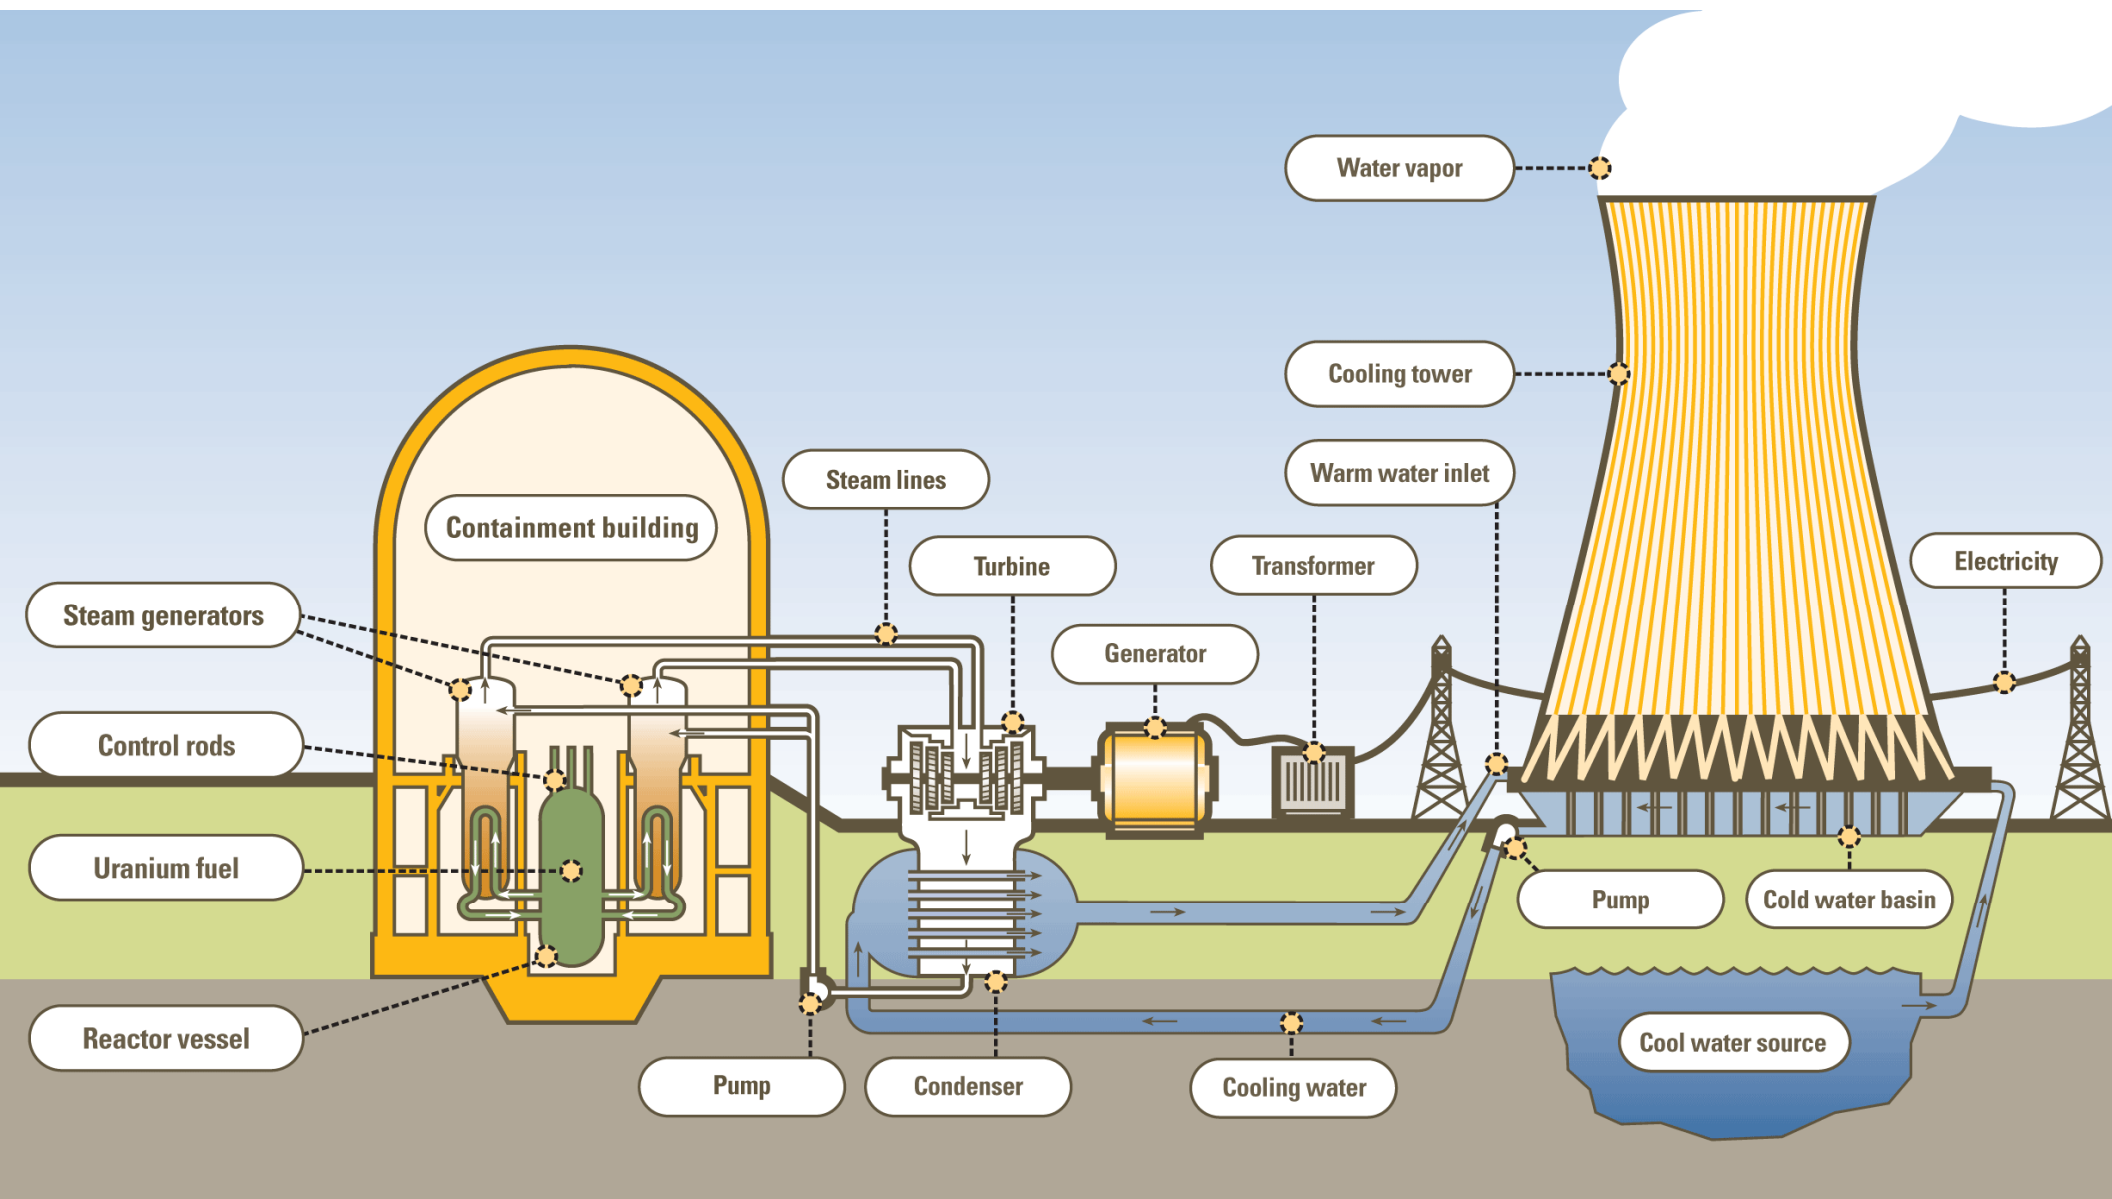 Water vapor
Cooling tower
Warm water inlet
Steam lines
Containment building
Turbine
Transformer
Electricity
Steam generators
Generator
Control rods
Uranium fuel
Pump
Cold water basin
Reactor vessel
Cool water source
Pump
Condenser
Cooling water